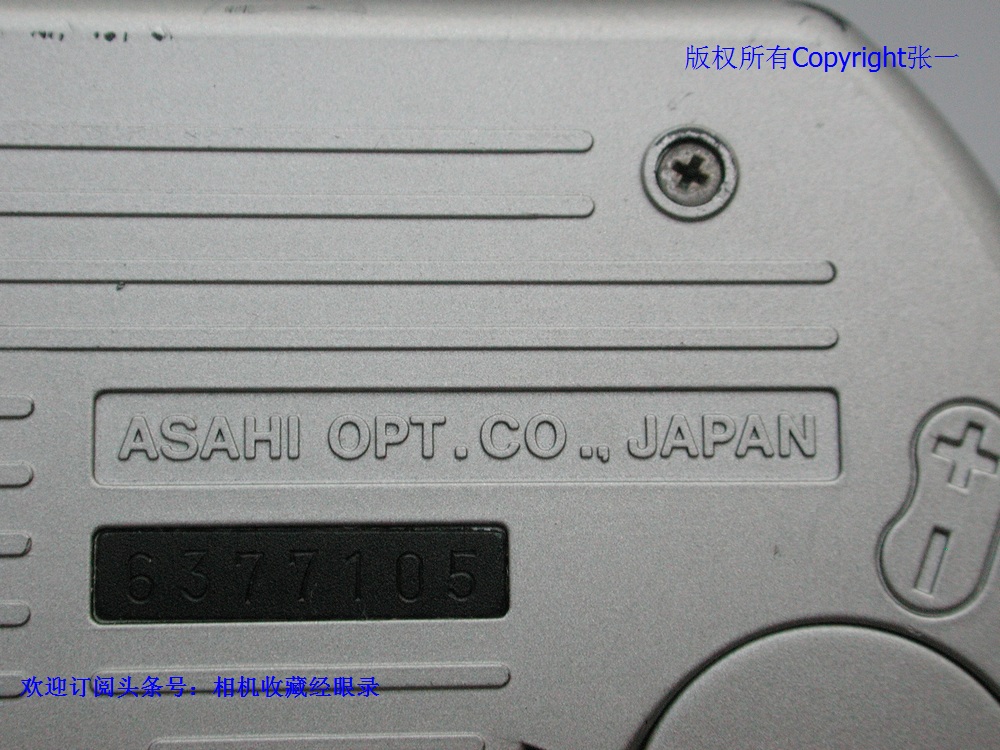 版权所有Copyright张一
ASAHI OPT.CO., JAPAN
6377105
欢迎订阅头条号：相机收藏经眼录